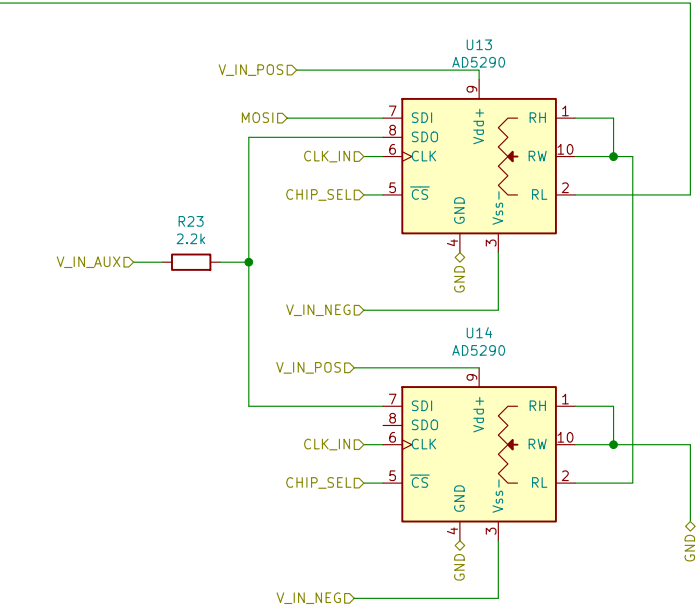 U13
AD5290
V_IN_POS
9
MOSI
7
SDI
Vdd+
RH
1
8
SDO
CLK_IN
6
CLK
RW
10
CHIP_SEL
5
CS
RL
2
GND
Vss-
R23
2.2k
4
3
V_IN_AUX
GND
V_IN_NEG
U14
AD5290
V_IN_POS
9
7
SDI
Vdd+
RH
1
8
SDO
CLK_IN
6
CLK
RW
10
CHIP_SEL
5
CS
RL
2
GND
Vss-
4
3
GND
GND
V_IN_NEG